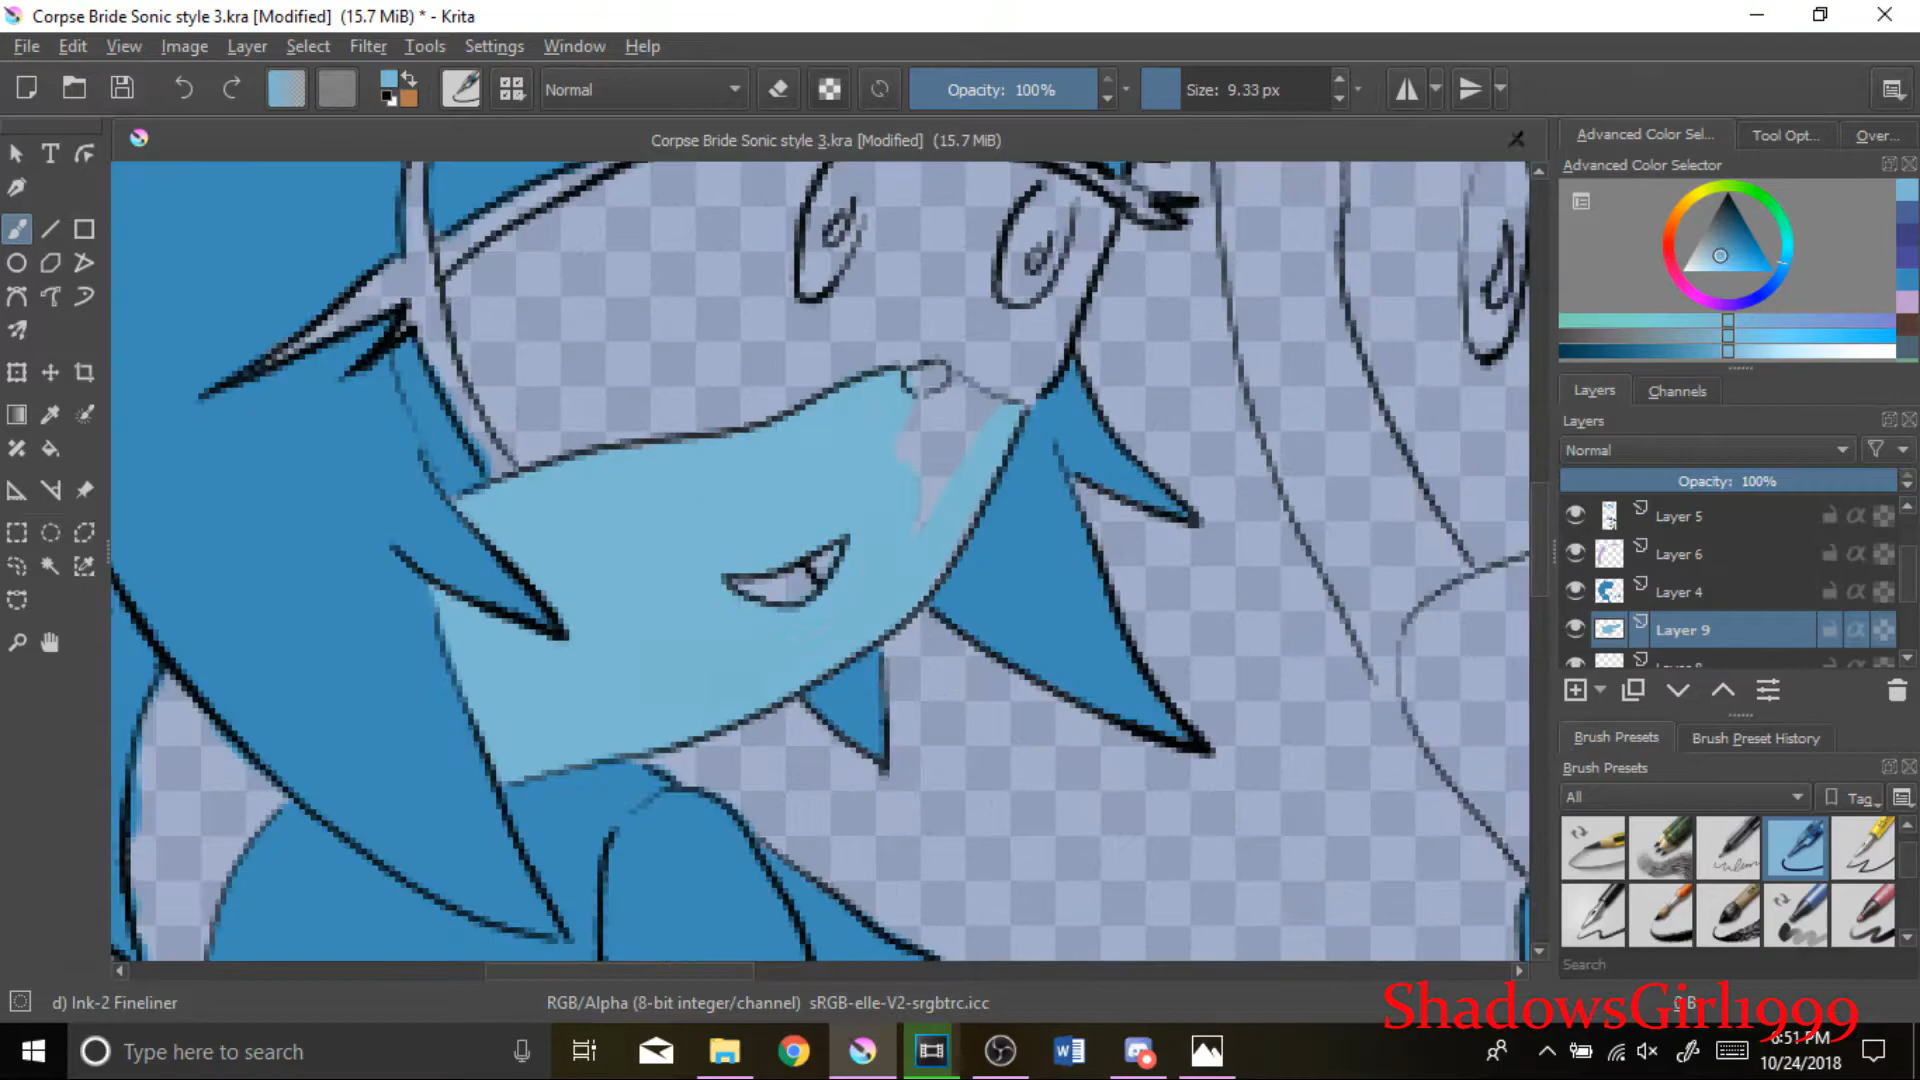 Corpse Bride Sonic style 3.kra [Modified] (15.7 MiB) * - Krita
File Edit View Image Layer Select Filter Tools Settings Window Help
Normal Opacity: 100% Size: 9.33 px
Corpse Bride Sonic style 3.kra [Modified] (15.7 MiB)
Advanced Color Sel... Tool Opt... Over...
Advanced Color Selector
Layers Channels
Layers
Normal
Opacity: 100%
Layer 5
Layer 6
Layer 4
Layer 9
Brush Presets Brush Preset History
Brush Presets
All Tag
Search
d) Ink-2 Fineliner RGB/Alpha (8-bit integer/channel) sRGB-elle-V2-srgbtrc.icc
ShadowsGirl1999
Type here to search
6:51 PM
10/24/2018